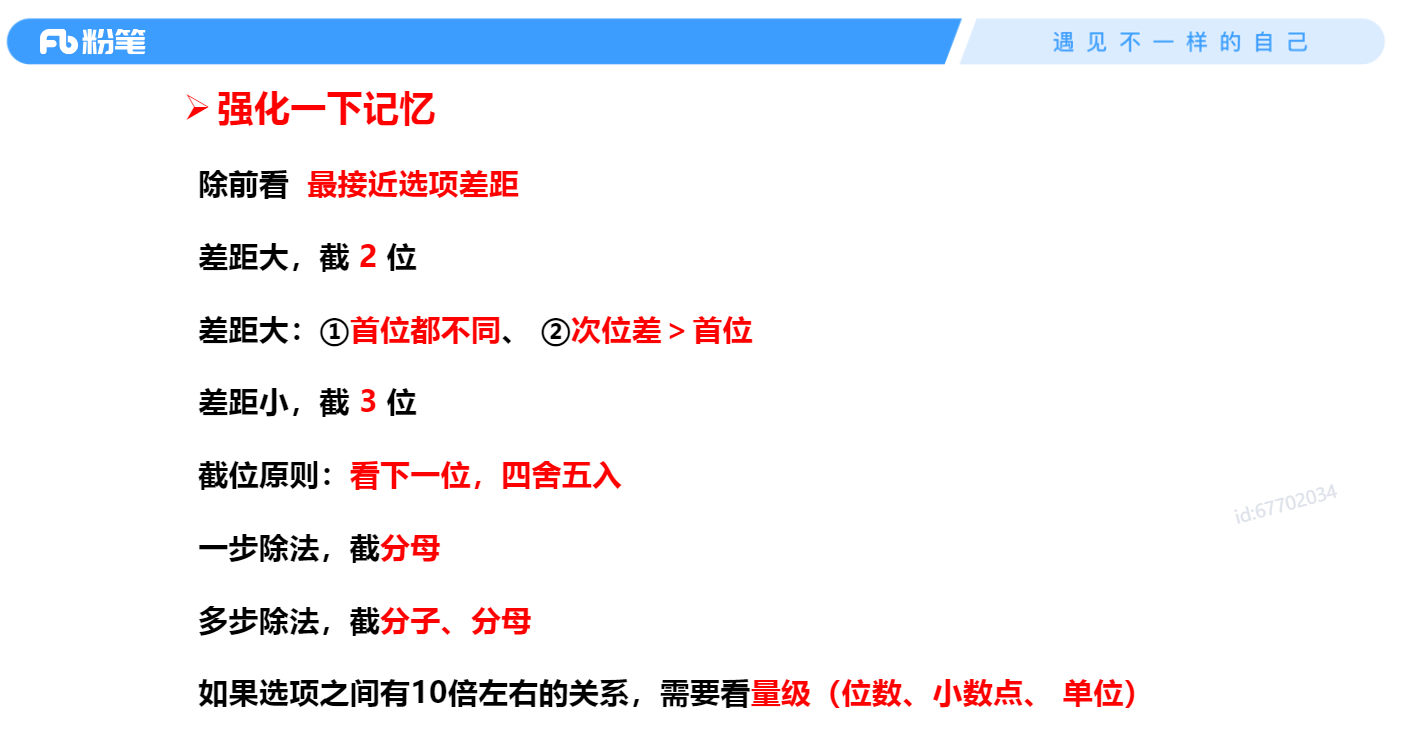 粉笔
遇见不一样的自己
强化一下记忆
除前看 最接近选项差距
差距大，截 2 位
差距大：①首位都不同、 ②次位差＞首位
差距小，截 3 位
截位原则：看下一位，四舍五入
一步除法，截分母
多步除法，截分子、分母
如果选项之间有10倍左右的关系，需要看量级（位数、小数点、 单位）
id:67702034